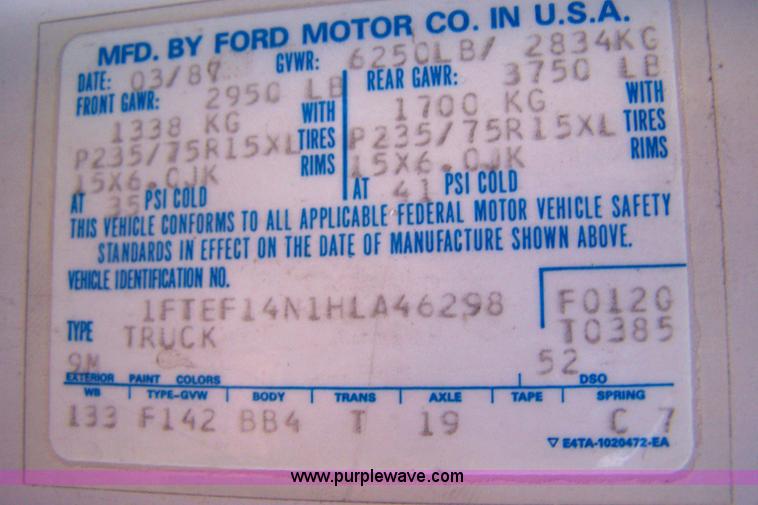 MFD. BY FORD MOTOR CO. IN U.S.A.
DATE: 03/87 GVWR: 6250LB/ 2834KG
FRONT GAWR: 2950 LB REAR GAWR: 3750 LB
1338 KG WITH 1700 KG WITH
P235/75R15XL TIRES P235/75R15XL TIRES
15X6.0JK RIMS 15X6.0JK RIMS
AT 35 PSI COLD AT 41 PSI COLD
THIS VEHICLE CONFORMS TO ALL APPLICABLE FEDERAL MOTOR VEHICLE SAFETY
STANDARDS IN EFFECT ON THE DATE OF MANUFACTURE SHOWN ABOVE.
VEHICLE IDENTIFICATION NO.
1FTEF14N1HLA46298 F0120
TYPE TRUCK T0385
9M 52
EXTERIOR PAINT COLORS DSO
WB TYPE-GVW BODY TRANS AXLE TAPE SPRING
133 F142 BB4 T 19 C 7
E4TA-1020472-EA
www.purplewave.com